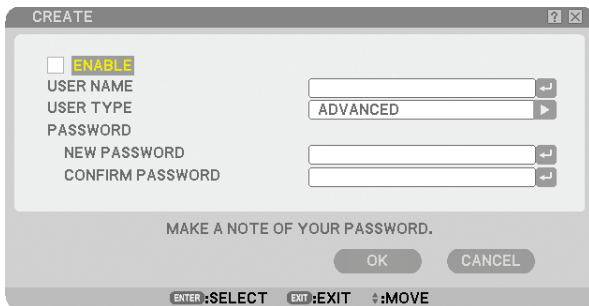 CREATE
ENABLE
USER NAME
USER TYPE ADVANCED
PASSWORD
NEW PASSWORD
CONFIRM PASSWORD
MAKE A NOTE OF YOUR PASSWORD.
OK CANCEL
ENTER :SELECT EXIT :EXIT :MOVE